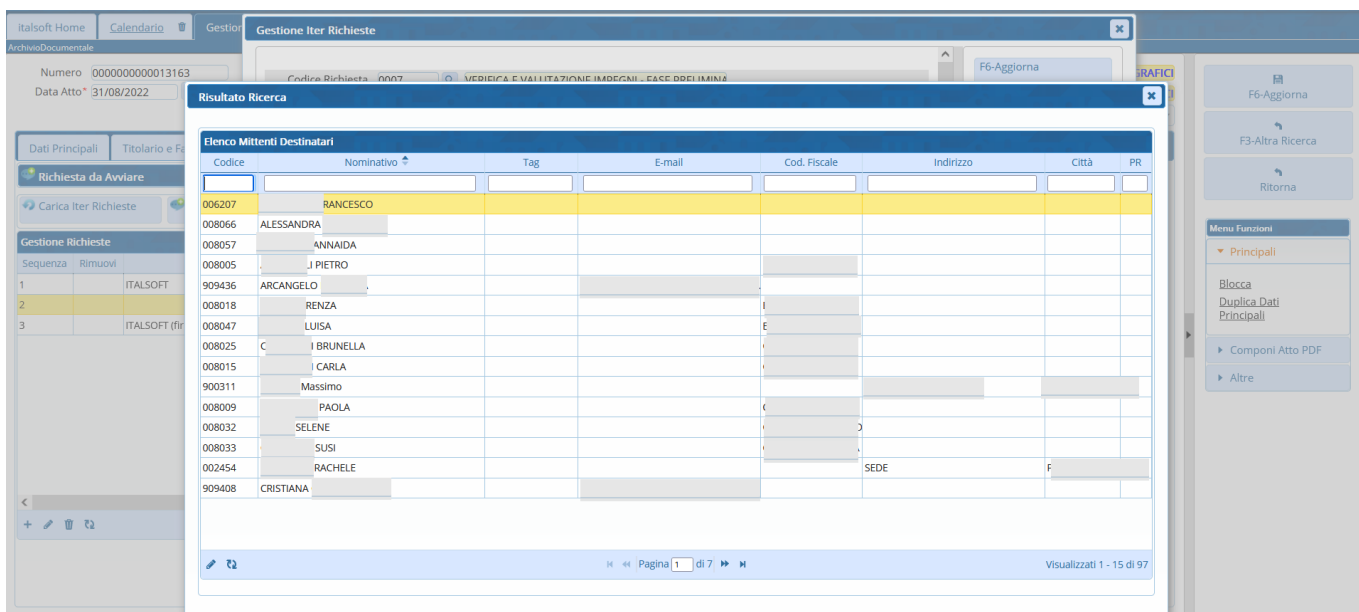 italsoft Home Calendario Gestion
ArchivioDocumentale
Gestione Iter Richieste
Numero 0000000000013163
Data Atto* 31/08/2022
Codice Richiesta 0007 VERIFICA E VALUTAZIONE IMPEGNI - FASE PRELIMINA
F6-Aggiorna
GRAFICI
F6-Aggiorna
F3-Altra Ricerca
Ritorna
Dati Principali Titolario e Fa
Richiesta da Avviare
Carica Iter Richieste
Gestione Richieste
Sequenza Rimuovi
1 ITALSOFT
2
3 ITALSOFT (fir
Risultato Ricerca
Elenco Mittenti Destinatari
Codice Nominativo Tag E-mail Cod. Fiscale Indirizzo Città PR
006207 RANCESCO
008066 ALESSANDRA
008057 ANNAIDA
008005 LI PIETRO
909436 ARCANGELO
008018 RENZA
008047 LUISA
008025 C I BRUNELLA
008015 I CARLA
900311 Massimo
008009 PAOLA
008032 SELENE
008033 SUSI
002454 RACHELE SEDE
909408 CRISTIANA
Pagina 1 di 7
Visualizzati 1 - 15 di 97
Menu Funzioni
Principali
Blocca
Duplica Dati
Principali
Componi Atto PDF
Altre